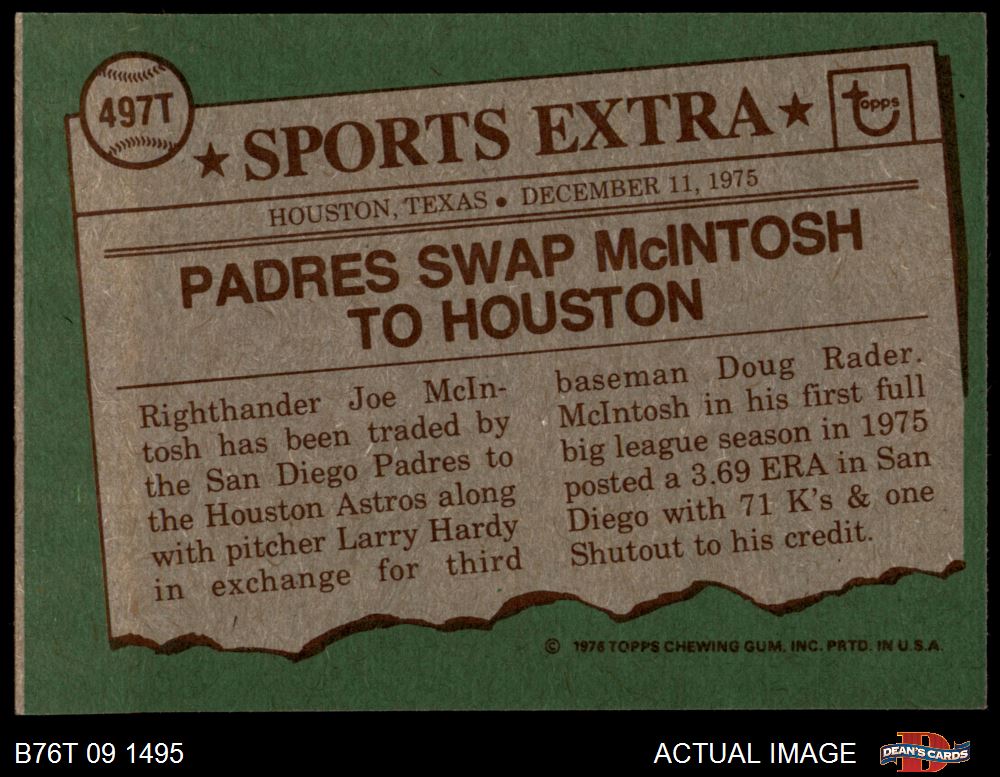 497T
★ SPORTS EXTRA ★
topps
HOUSTON, TEXAS • DECEMBER 11, 1975
PADRES SWAP McINTOSH
TO HOUSTON
Righthander Joe McIn-
tosh has been traded by
the San Diego Padres to
the Houston Astros along
with pitcher Larry Hardy
in exchange for third
baseman Doug Rader.
McIntosh in his first full
big league season in 1975
posted a 3.69 ERA in San
Diego with 71 K's & one
Shutout to his credit.
© 1976 TOPPS CHEWING GUM, INC. PRTD. IN U.S.A.
B76T 09 1495
ACTUAL IMAGE
DEAN'S CARDS